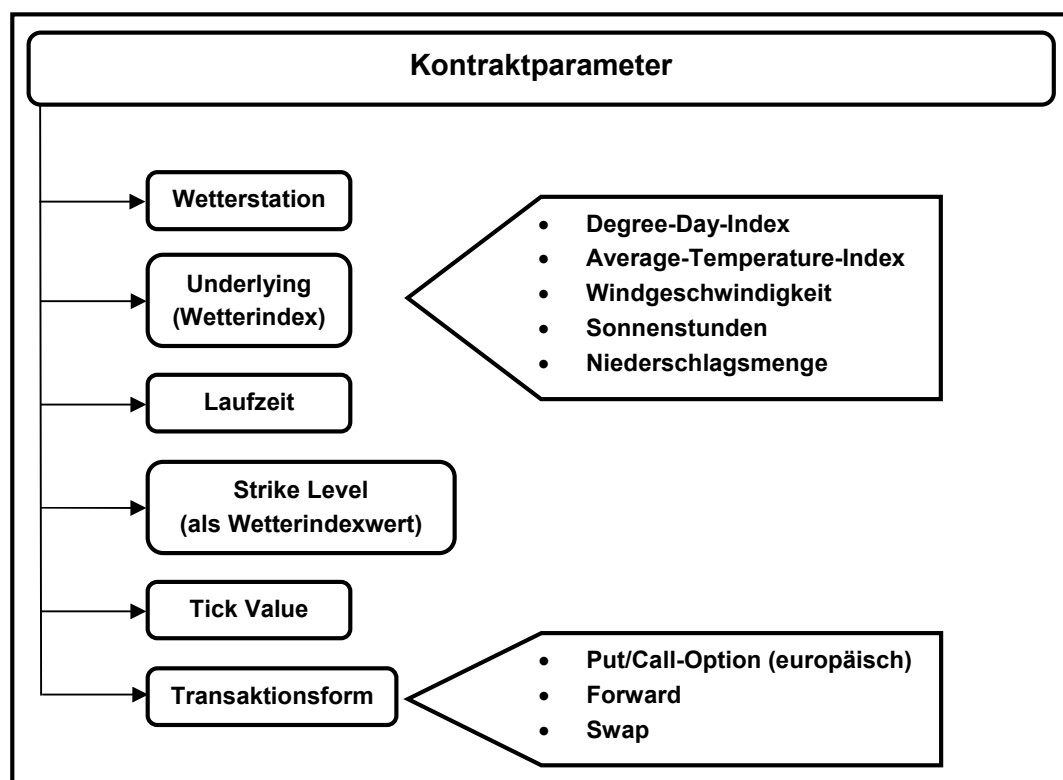 Kontraktparameter
Wetterstation
Underlying
(Wetterindex)
• Degree-Day-Index
• Average-Temperature-Index
• Windgeschwindigkeit
• Sonnenstunden
• Niederschlagsmenge
Laufzeit
Strike Level
(als Wetterindexwert)
Tick Value
Transaktionsform
• Put/Call-Option (europäisch)
• Forward
• Swap